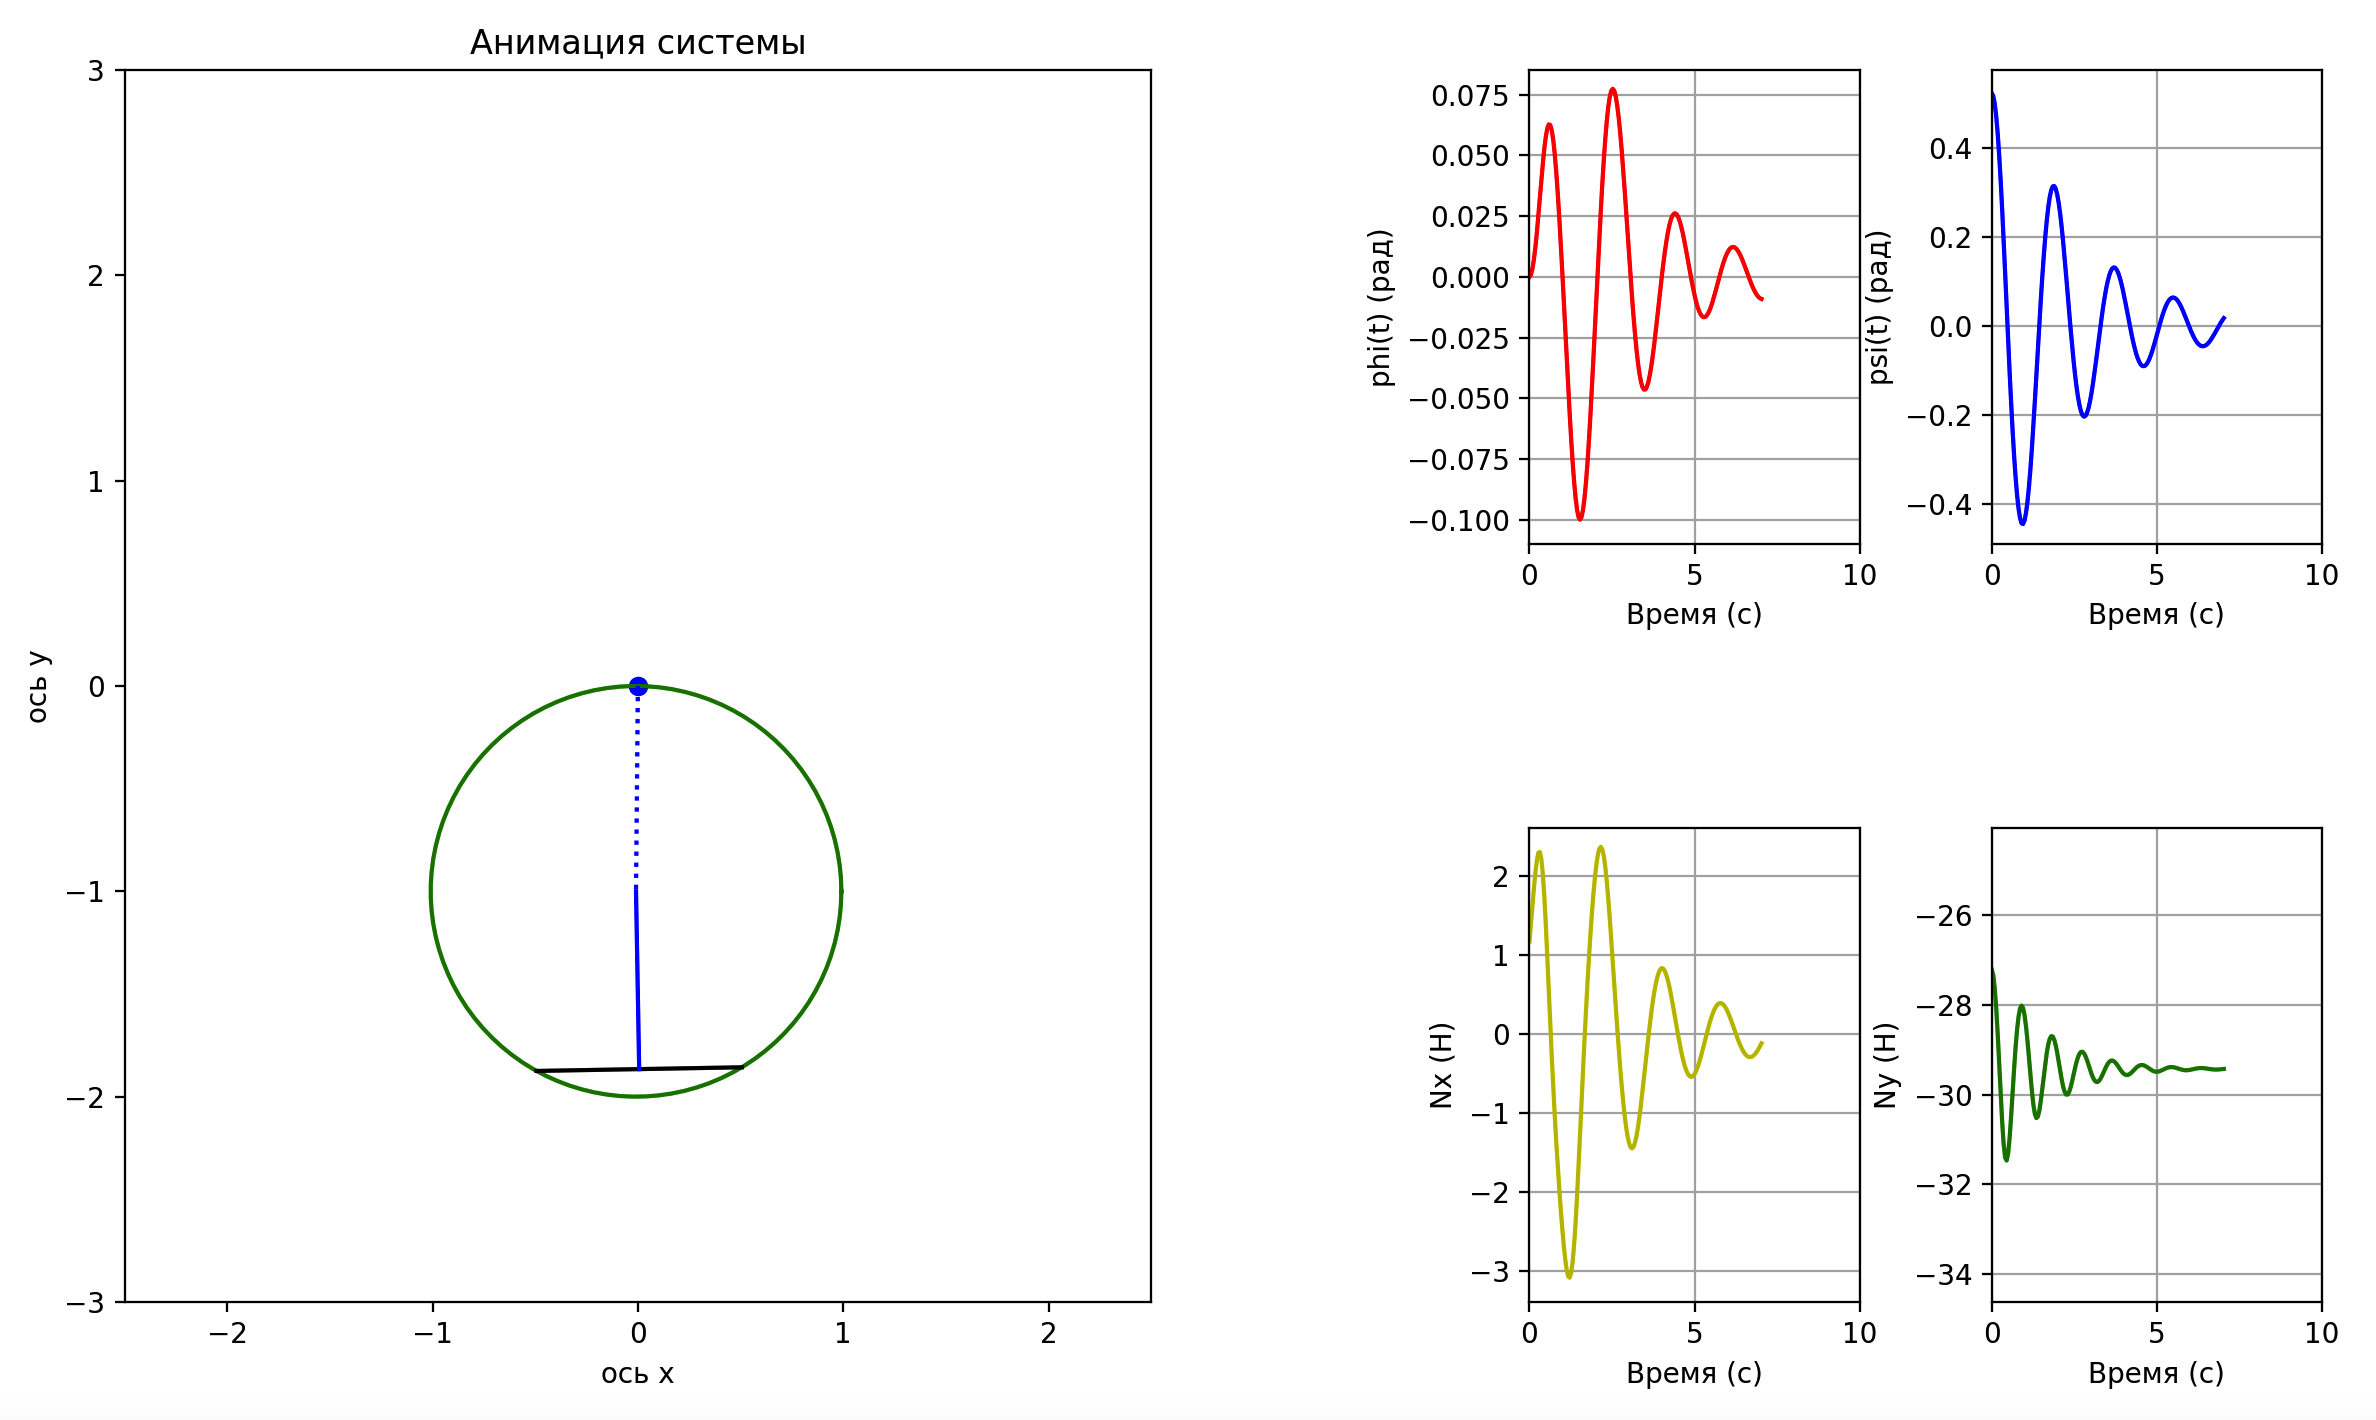 Анимация системы
3
2
1
0
−1
−2
−3
ось y
−2 −1 0 1 2
ось x
0.075
0.050
0.025
0.000
−0.025
−0.050
−0.075
−0.100
phi(t) (рад)
0 5 10
Время (с)
0.4
0.2
0.0
−0.2
−0.4
psi(t) (рад)
0 5 10
Время (с)
2
1
0
−1
−2
−3
Nx (Н)
0 5 10
Время (с)
−26
−28
−30
−32
−34
Ny (Н)
0 5 10
Время (с)